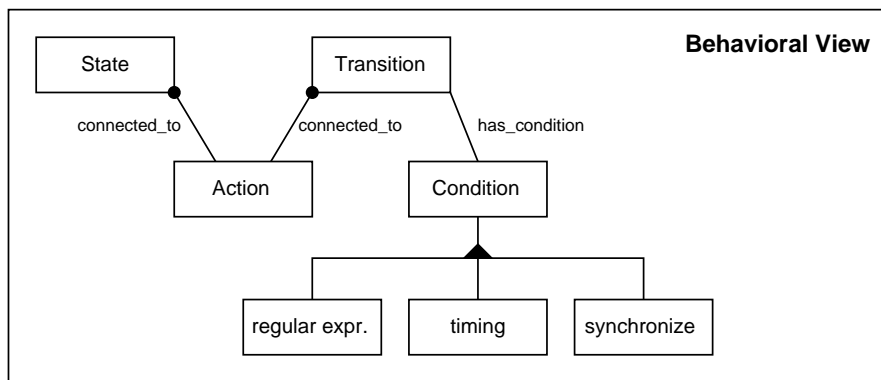 Behavioral View
State
Transition
connected_to
connected_to
has_condition
Action
Condition
regular expr.
timing
synchronize